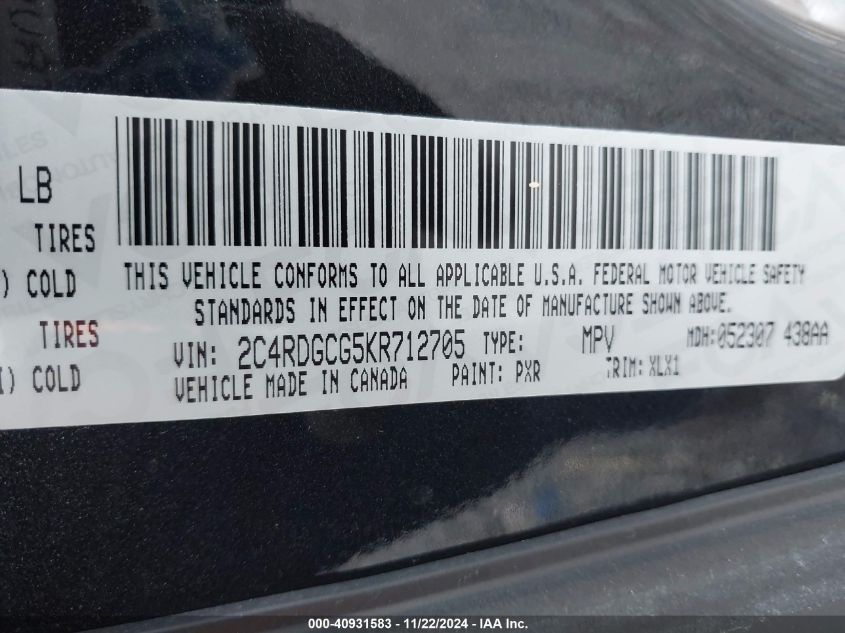 LB
TIRES
) COLD
TIRES
) COLD
THIS VEHICLE CONFORMS TO ALL APPLICABLE U.S.A. FEDERAL MOTOR VEHICLE SAFETY
STANDARDS IN EFFECT ON THE DATE OF MANUFACTURE SHOWN ABOVE.
VIN: 2C4RDGCG5KR712705 TYPE: MPV MDH:052307 438AA
VEHICLE MADE IN CANADA PAINT: PXR TRIM: XLX1
000-40931583 - 11/22/2024 - IAA Inc.